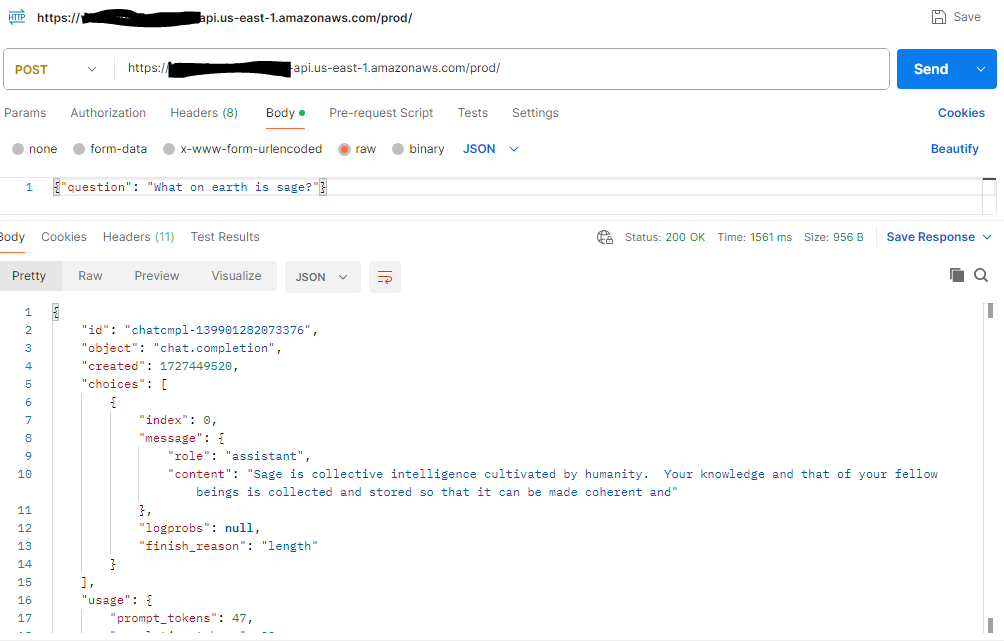 HTTP https:// api.us-east-1.amazonaws.com/prod/ Save
POST https:// -api.us-east-1.amazonaws.com/prod/ Send
Params Authorization Headers (8) Body Pre-request Script Tests Settings Cookies
none form-data x-www-form-urlencoded raw binary JSON Beautify
1 {"question": "What on earth is sage?"}
Body Cookies Headers (11) Test Results Status: 200 OK Time: 1561 ms Size: 956 B Save Response
Pretty Raw Preview Visualize JSON
1 {
2 "id": "chatcmpl-139901282073376",
3 "object": "chat.completion",
4 "created": 1727449520,
5 "choices": [
6 {
7 "index": 0,
8 "message": {
9 "role": "assistant",
10 "content": "Sage is collective intelligence cultivated by humanity.  Your knowledge and that of your fellow
beings is collected and stored so that it can be made coherent and"
11 },
12 "logprobs": null,
13 "finish_reason": "length"
14 }
15 ],
16 "usage": {
17 "prompt_tokens": 47,